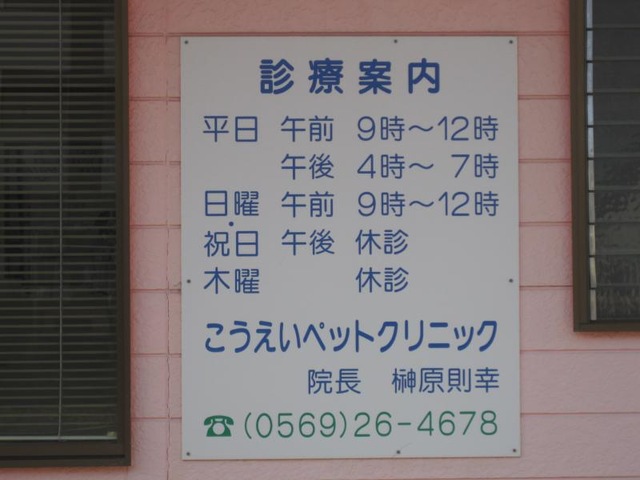 診療案内
平日 午前 9時～12時
午後 4時～ 7時
日曜 午前 9時～12時
・
祝日 午後 休診
木曜 休診
こうえいペットクリニック
院長 榊原則幸
☎(0569)26-4678